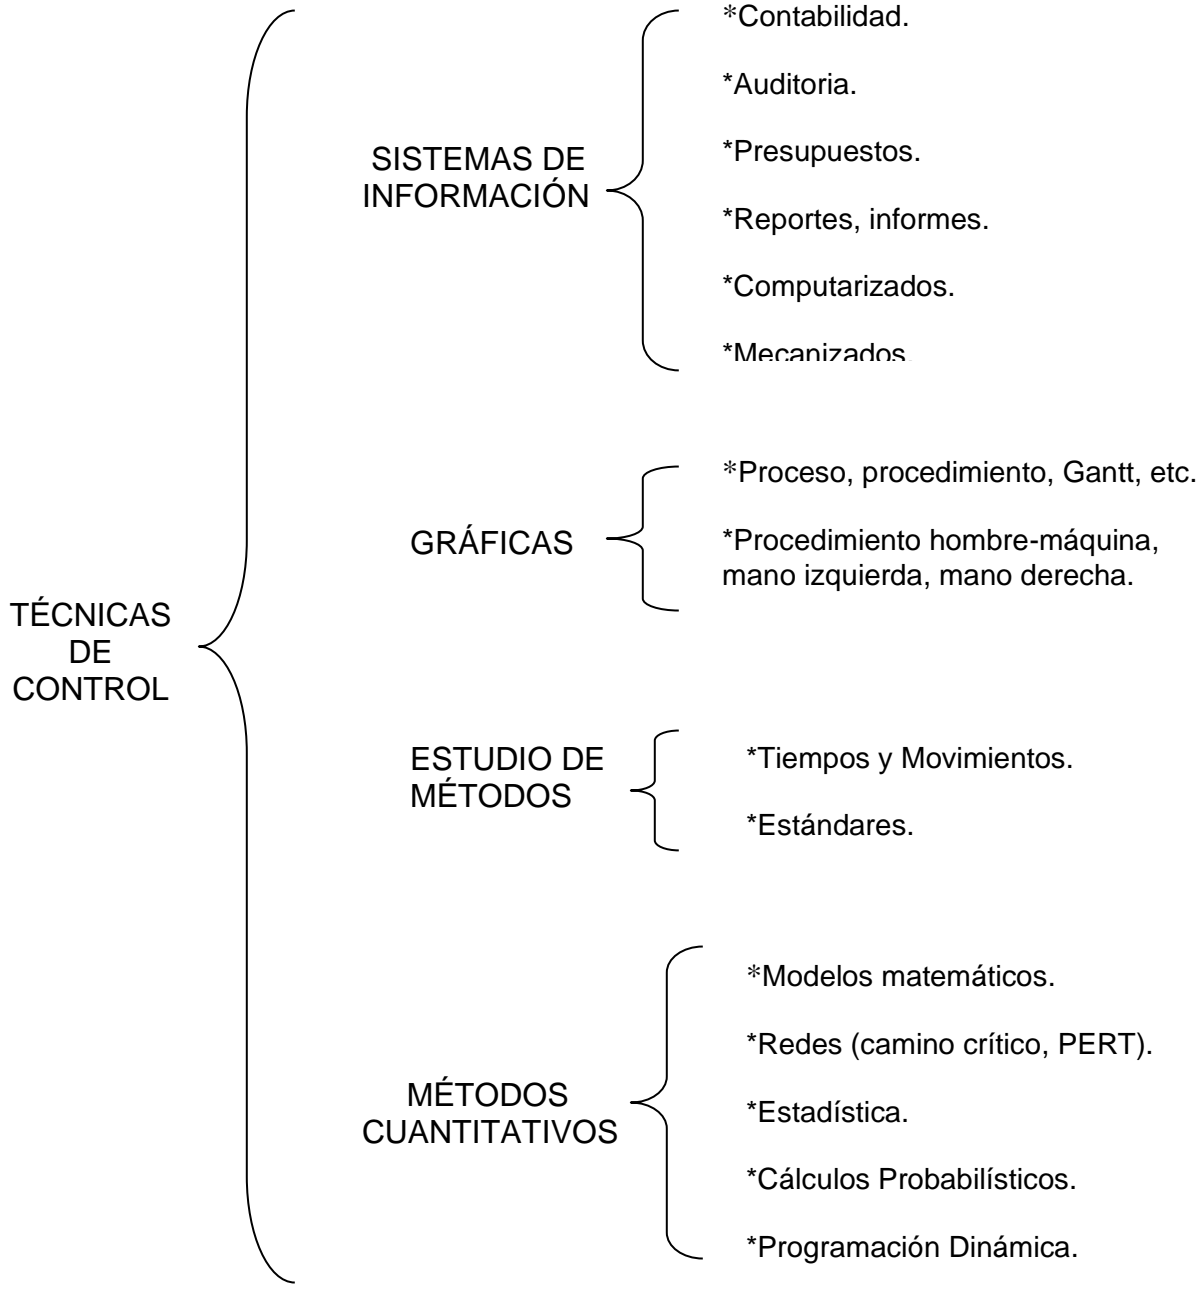 TÉCNICAS
DE
CONTROL
SISTEMAS DE
INFORMACIÓN
*Contabilidad.
*Auditoria.
*Presupuestos.
*Reportes, informes.
*Computarizados.
*Mecanizados.
GRÁFICAS
*Proceso, procedimiento, Gantt, etc.
*Procedimiento hombre-máquina,
mano izquierda, mano derecha.
ESTUDIO DE
MÉTODOS
*Tiempos y Movimientos.
*Estándares.
MÉTODOS
CUANTITATIVOS
*Modelos matemáticos.
*Redes (camino crítico, PERT).
*Estadística.
*Cálculos Probabilísticos.
*Programación Dinámica.